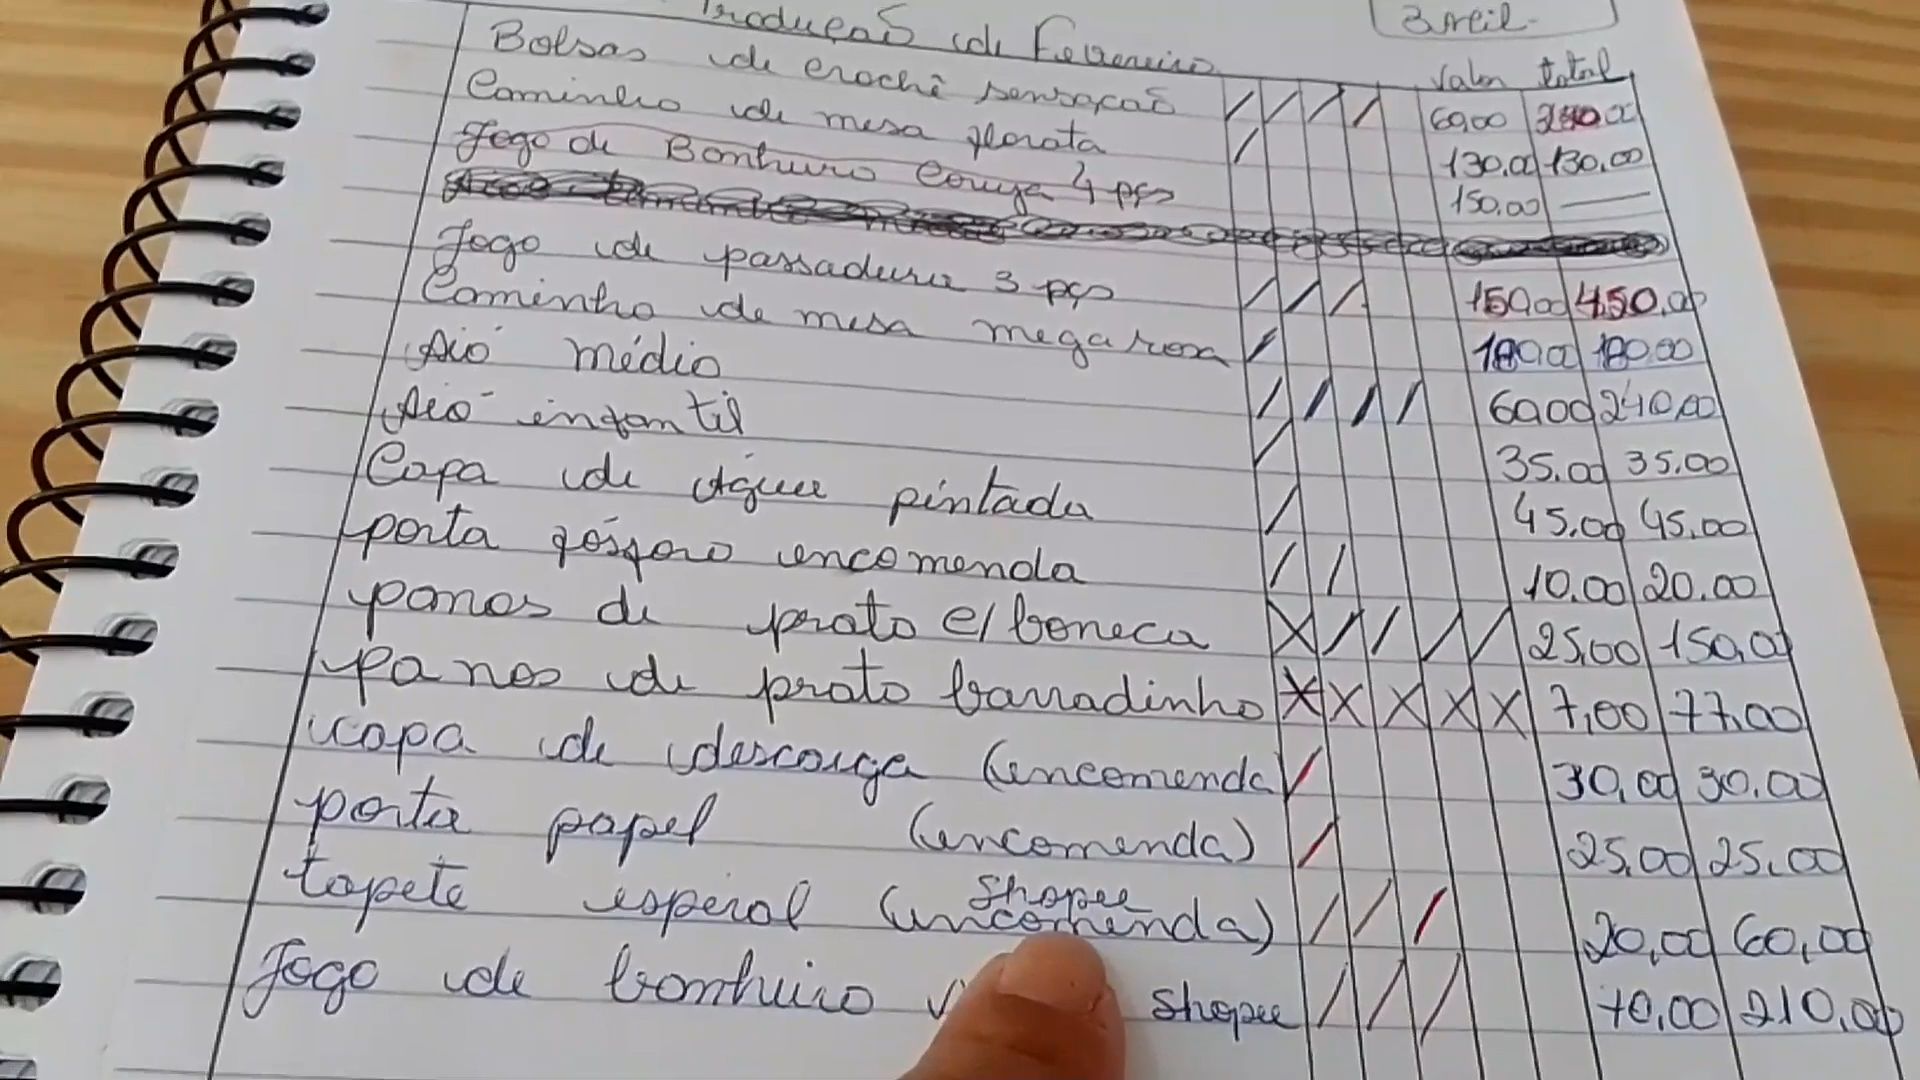 Produção de Fevereiro
3 mil
valor total
Bolsas de crochê sensação 60,00 240,00
Caminho de mesa florata 130,00 130,00
Jogo de Banheiro Coruja 4 pçs 150,00 —
Jogo de passadeira 3 pçs 150,00 450,00
Caminho de mesa megarosa 180,00 180,00
Aió médio 60,00 240,00
Aió infantil 35.00 35.00
Capa de água pintada 45.00 45.00
porta fósforo encomenda 10.00 20.00
panos de prato c/ boneca X 25,00 150,00
panos de prato barradinho X X X X X 7,00 77,00
capa de descarga (encomenda 30,00 30.00
porta papel (encomenda) 25,00 25,00
Shopee
tapete espiral (encomenda) 20,00 60,00
Jogo de banheiro Shopee 70,00 210,00